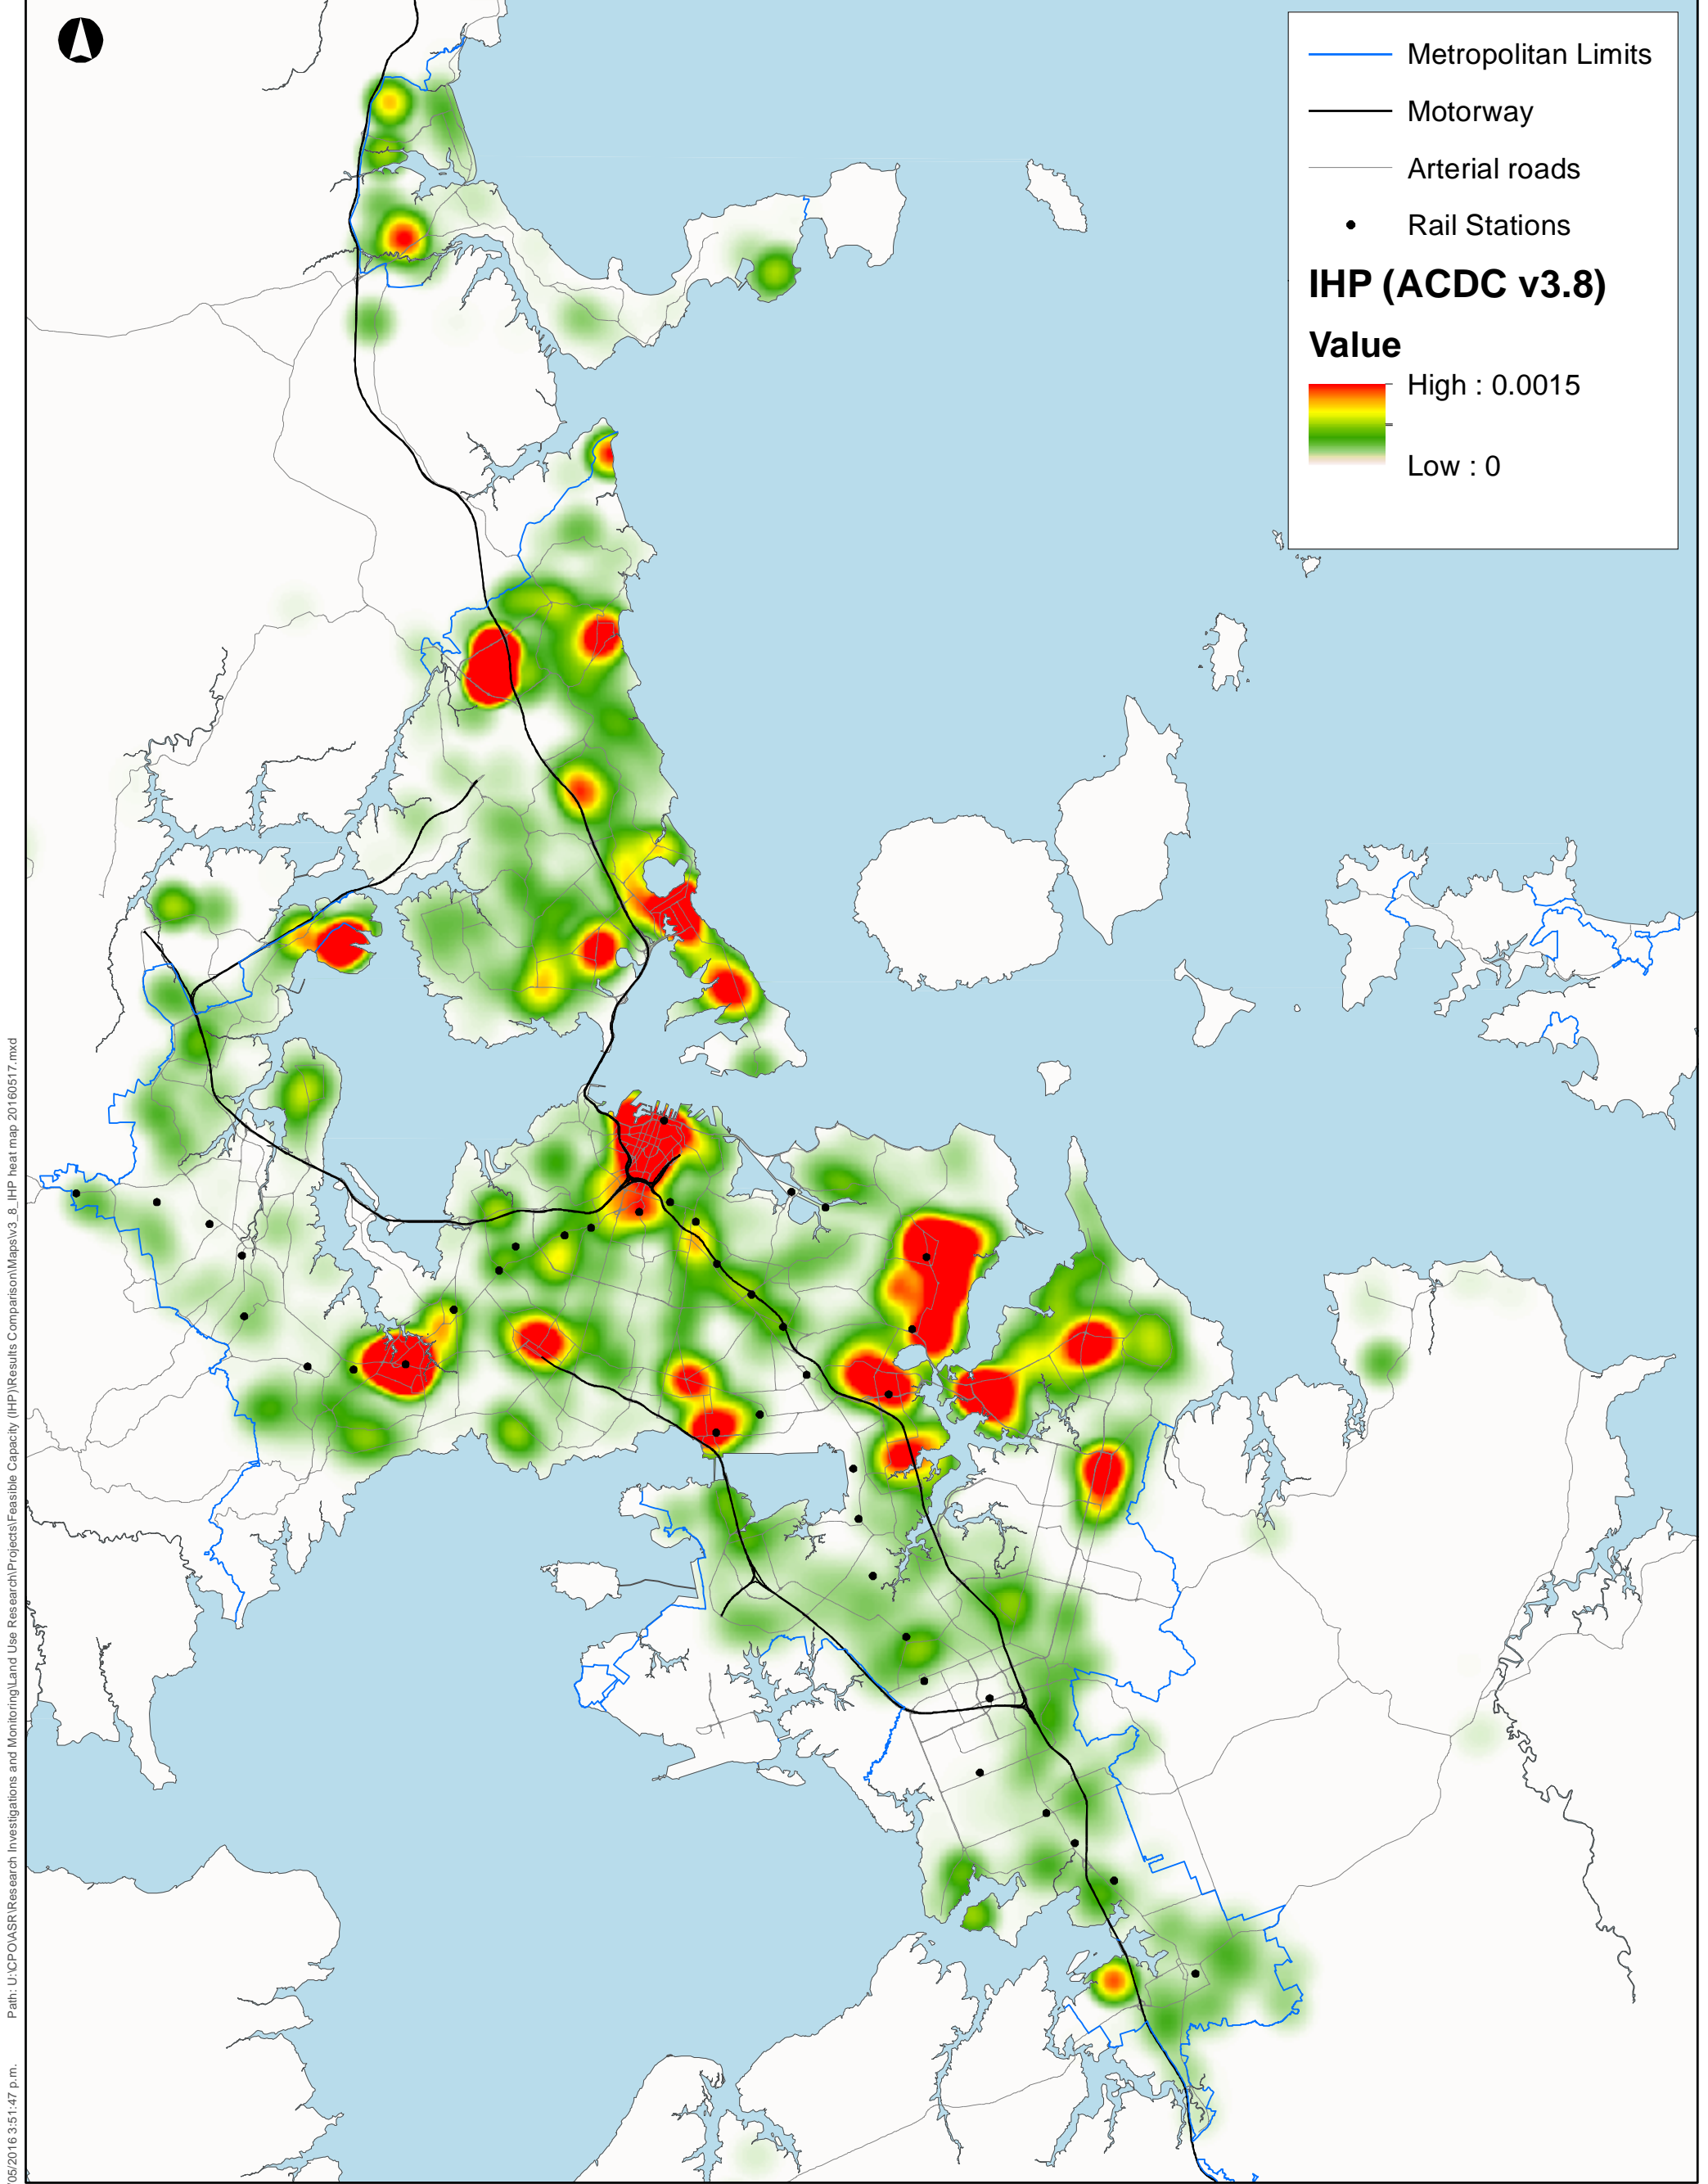 Metropolitan Limits
Motorway
Arterial roads
Rail Stations
IHP (ACDC v3.8)
Value
High : 0.0015
Low : 0
05/2016 3:51:47 p.m. Path: U:\CPO\ASR\Research Investigations and Monitoring\Land Use Research\Projects\Feasible Capacity (IHP)\Results Comparison\Maps\v3_8_IHP heat map 20160517.mxd